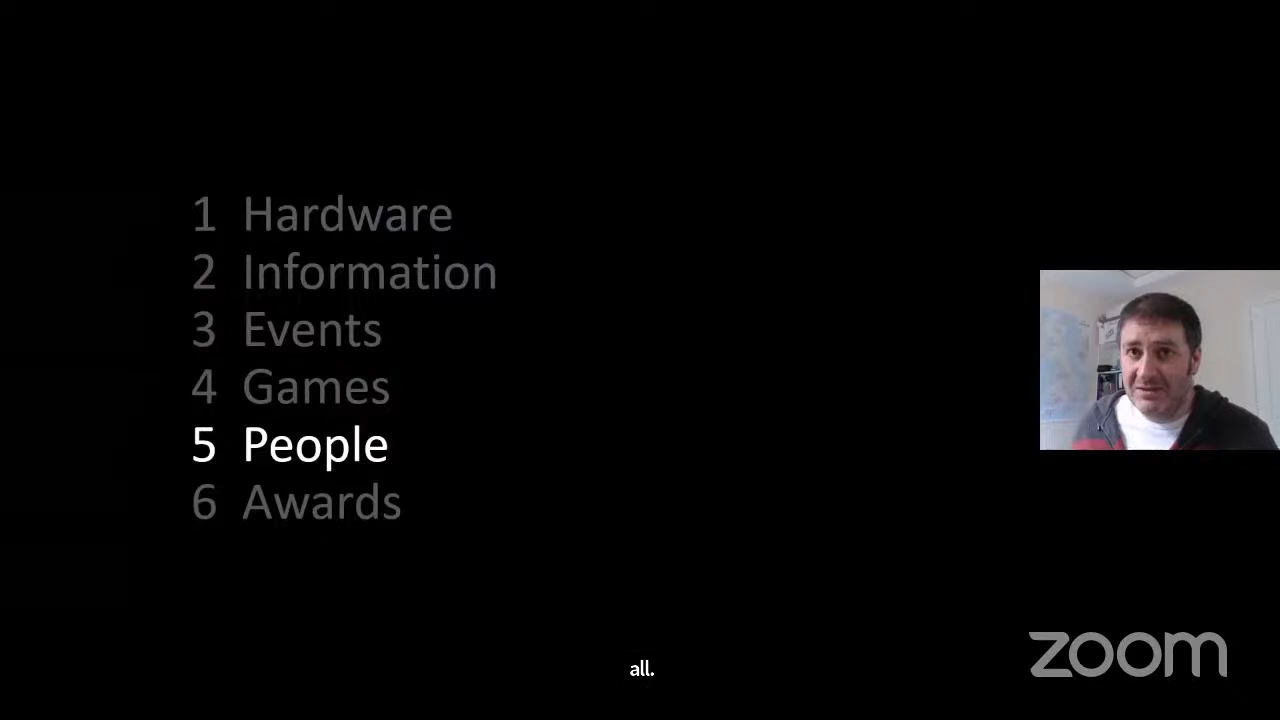 1 Hardware
2 Information
3 Events
4 Games
5 People
6 Awards
all.
zoom